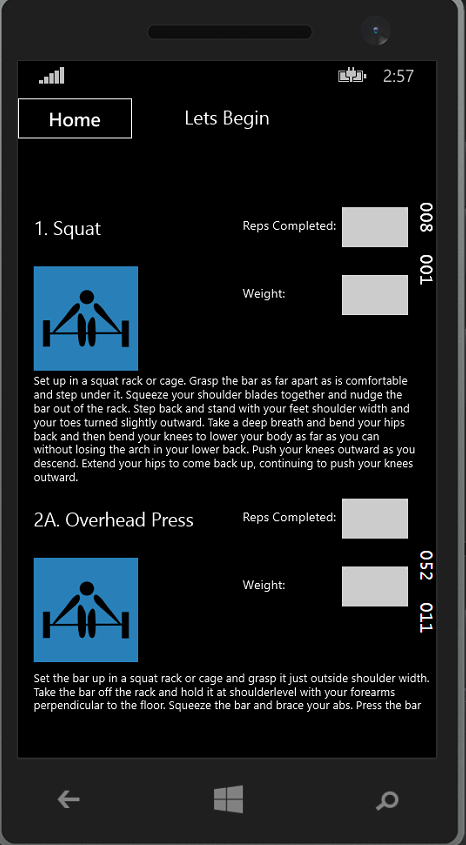 2:57
Home
Lets Begin
1. Squat
Reps Completed:
008 001
Weight:
Set up in a squat rack or cage. Grasp the bar as far apart as is comfortable
and step under it. Squeeze your shoulder blades together and nudge the
bar out of the rack. Step back and stand with your feet shoulder width and
your toes turned slightly outward. Take a deep breath and bend your hips
back and then bend your knees to lower your body as far as you can
without losing the arch in your lower back. Push your knees outward as you
descend. Extend your hips to come back up, continuing to push your knees
outward.
2A. Overhead Press
Reps Completed:
Weight:
052 011
Set the bar up in a squat rack or cage and grasp it just outside shoulder width.
Take the bar off the rack and hold it at shoulderlevel with your forearms
perpendicular to the floor. Squeeze the bar and brace your abs. Press the bar